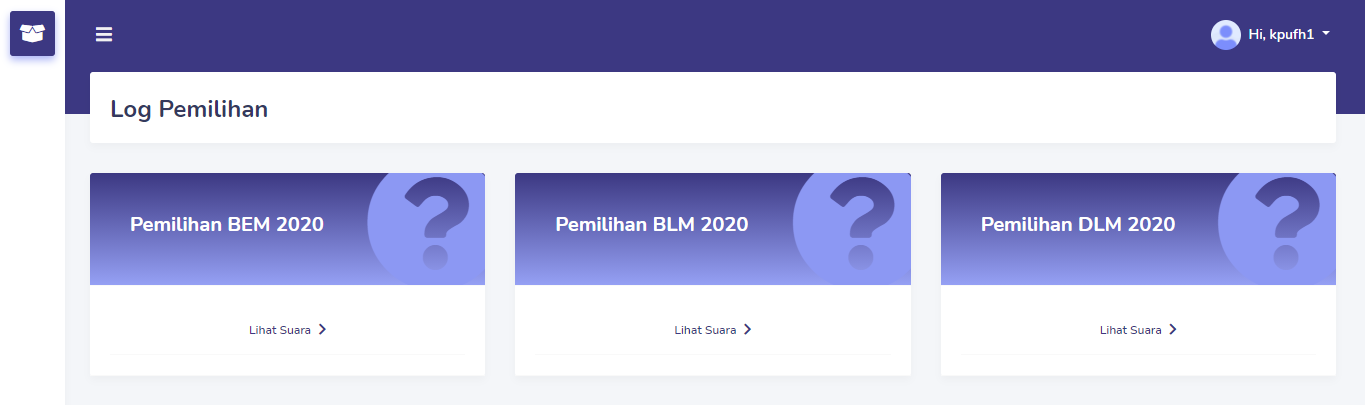 Hi, kpufh1
Log Pemilihan
Pemilihan BEM 2020
Lihat Suara
Pemilihan BLM 2020
Lihat Suara
Pemilihan DLM 2020
Lihat Suara